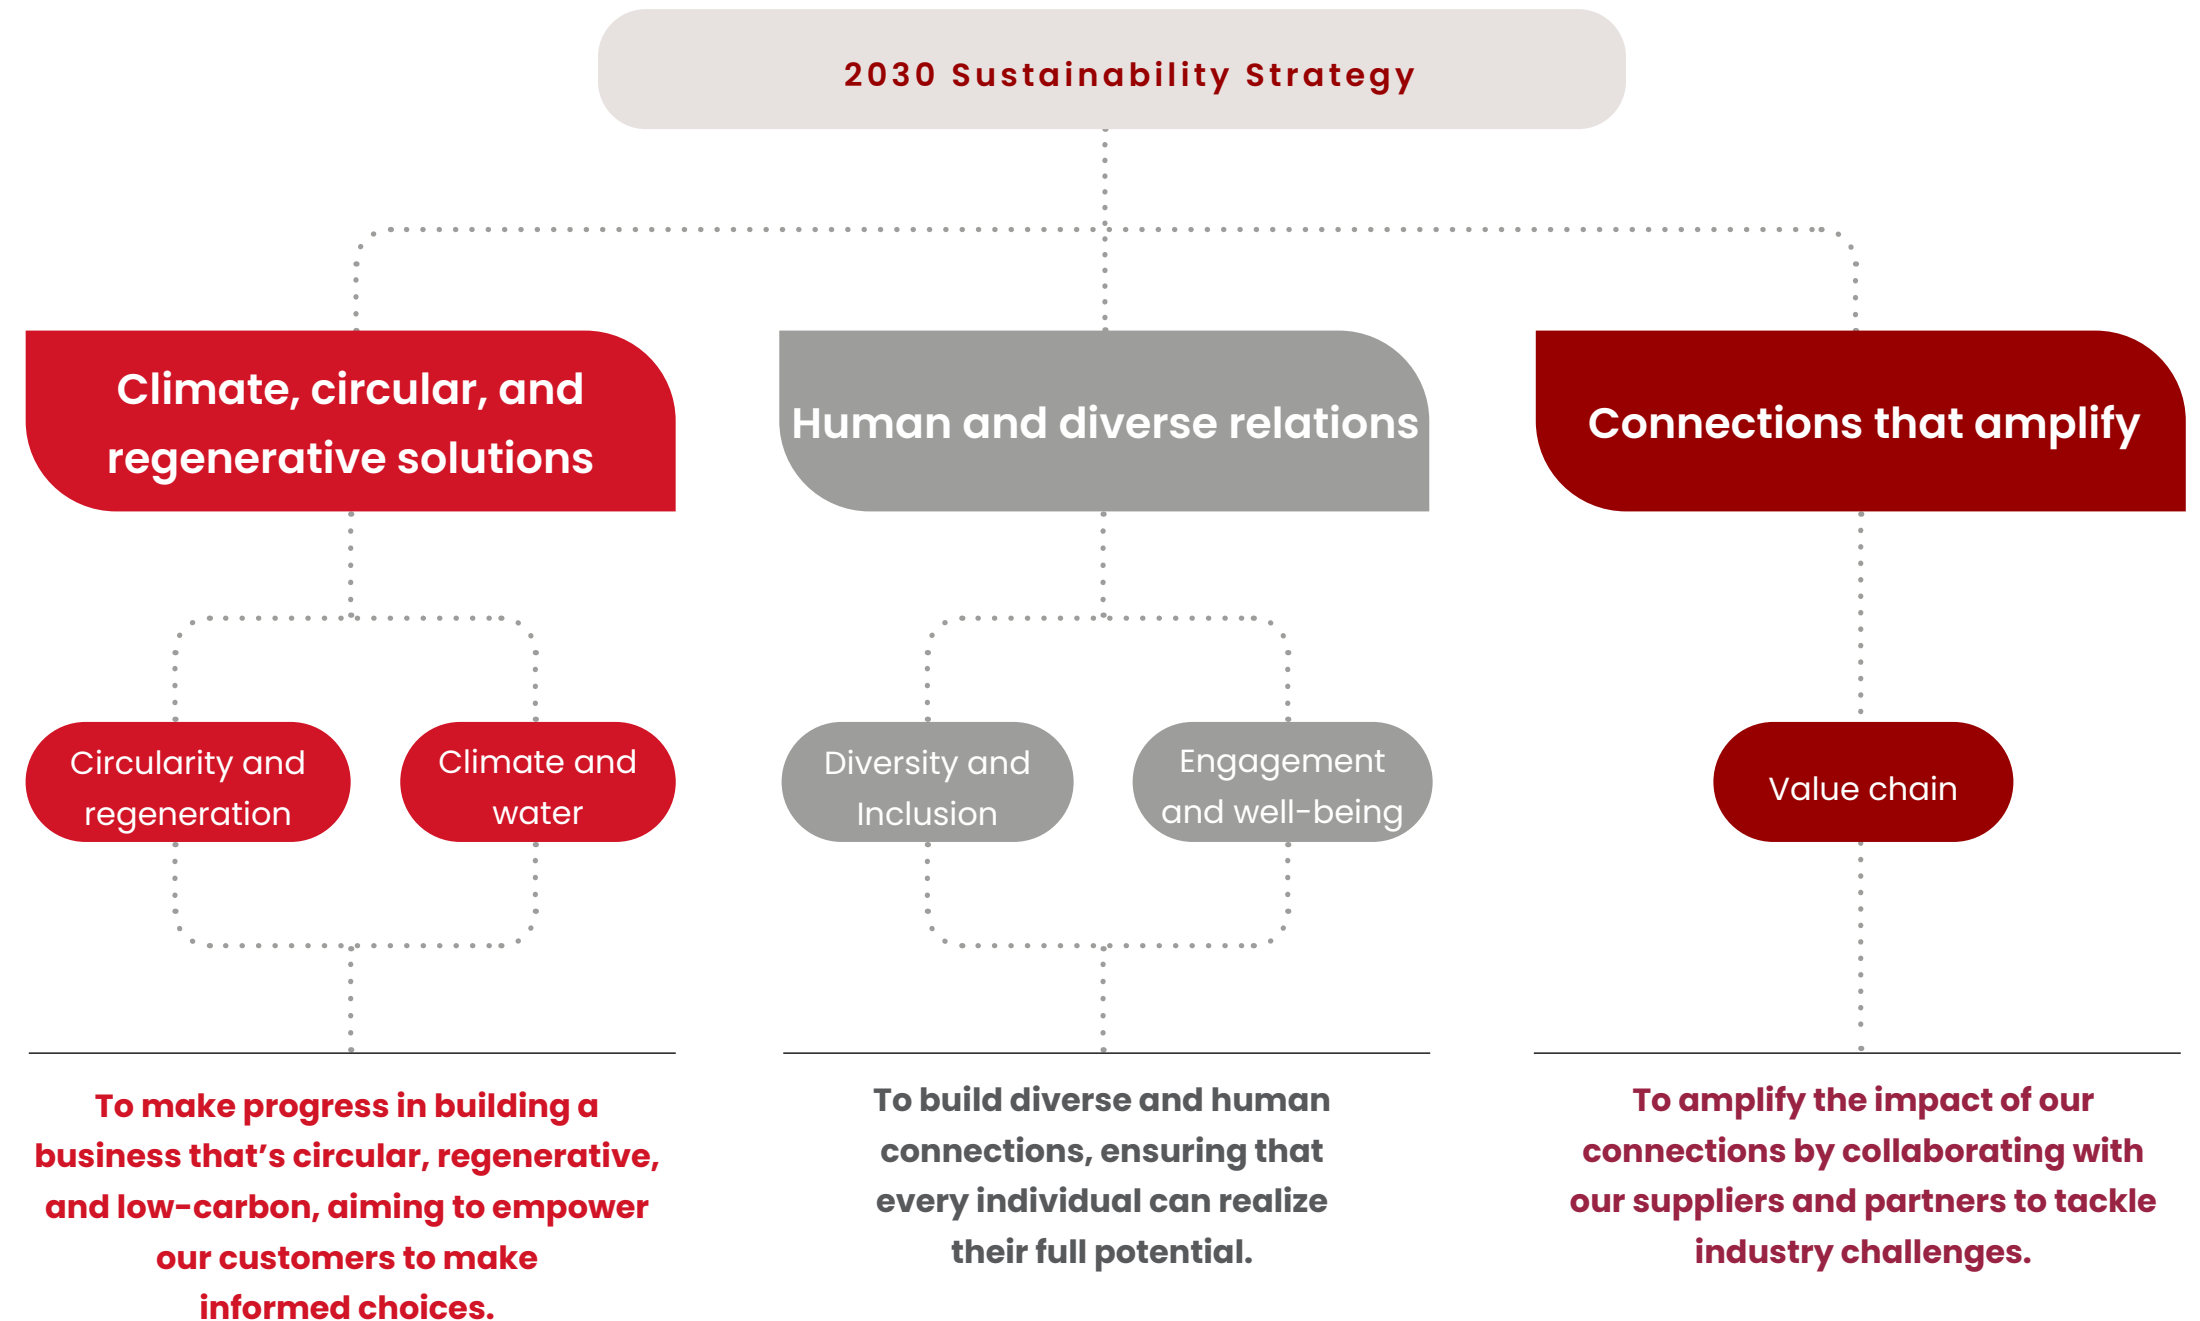 2030 Sustainability Strategy
Climate, circular, and
regenerative solutions
Human and diverse relations
Connections that amplify
Circularity and
regeneration
Climate and
water
Diversity and
Inclusion
Engagement
and well-being
Value chain
To make progress in building a
business that’s circular, regenerative,
and low-carbon, aiming to empower
our customers to make
informed choices.
To build diverse and human
connections, ensuring that
every individual can realize
their full potential.
To amplify the impact of our
connections by collaborating with
our suppliers and partners to tackle
industry challenges.